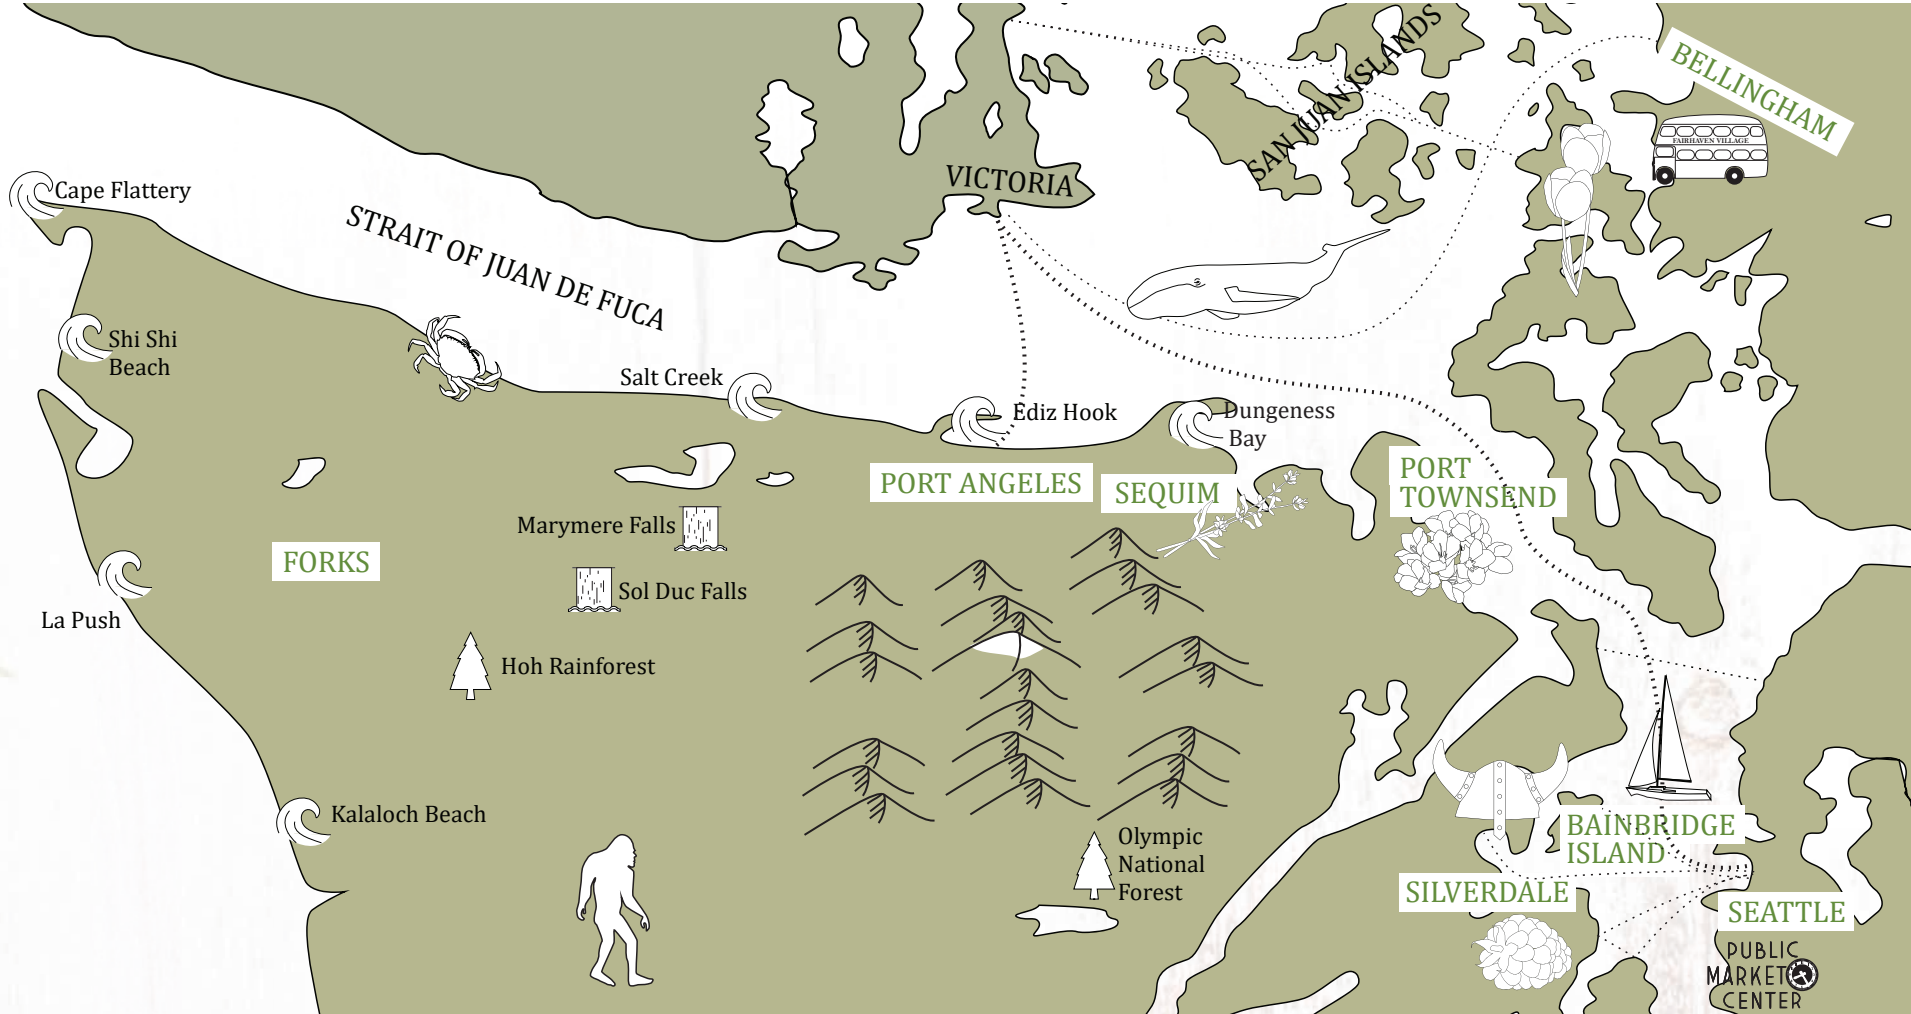 SAN JUAN ISLANDS
BELLINGHAM
FAIRHAVEN VILLAGE
VICTORIA
Cape Flattery
STRAIT OF JUAN DE FUCA
Shi Shi
Beach
Salt Creek
Ediz Hook
Dungeness
Bay
PORT ANGELES
SEQUIM
PORT
TOWNSEND
Marymere Falls
FORKS
Sol Duc Falls
La Push
Hoh Rainforest
Kalaloch Beach
Olympic
National
Forest
BAINBRIDGE
ISLAND
SILVERDALE
SEATTLE
PUBLIC
MARKET
CENTER